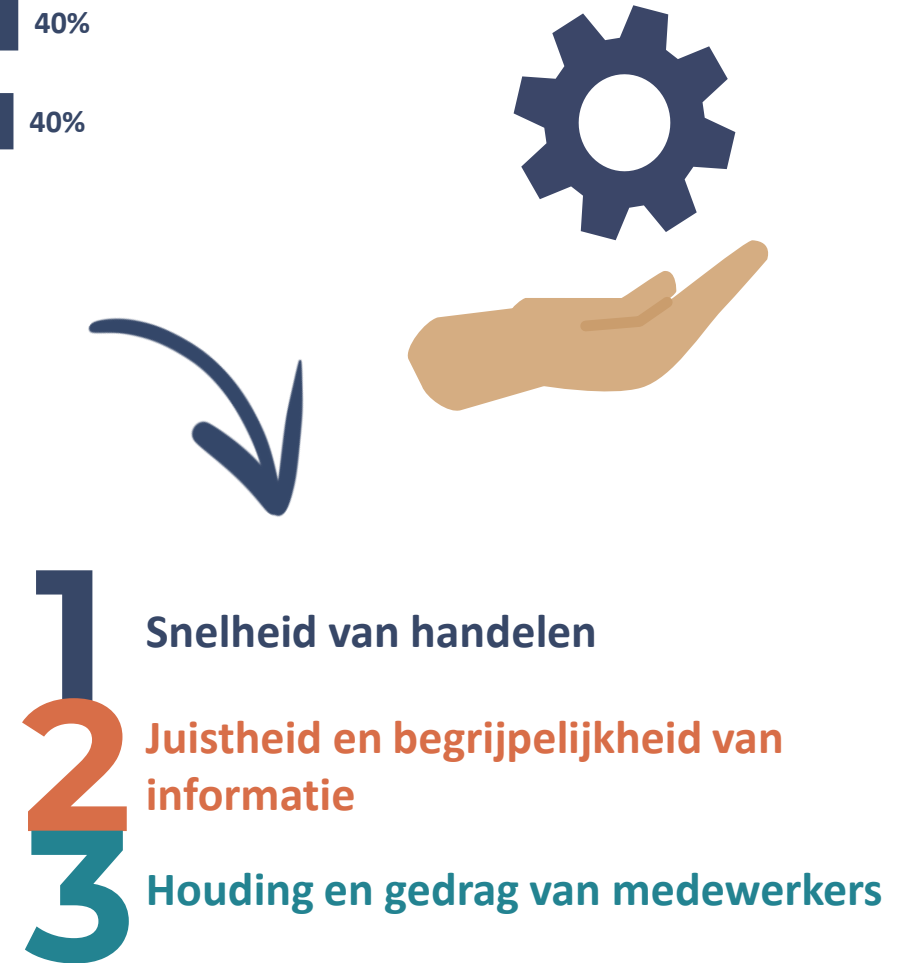 40%
40%
1
Snelheid van handelen
2
Juistheid en begrijpelijkheid van
informatie
3
Houding en gedrag van medewerkers